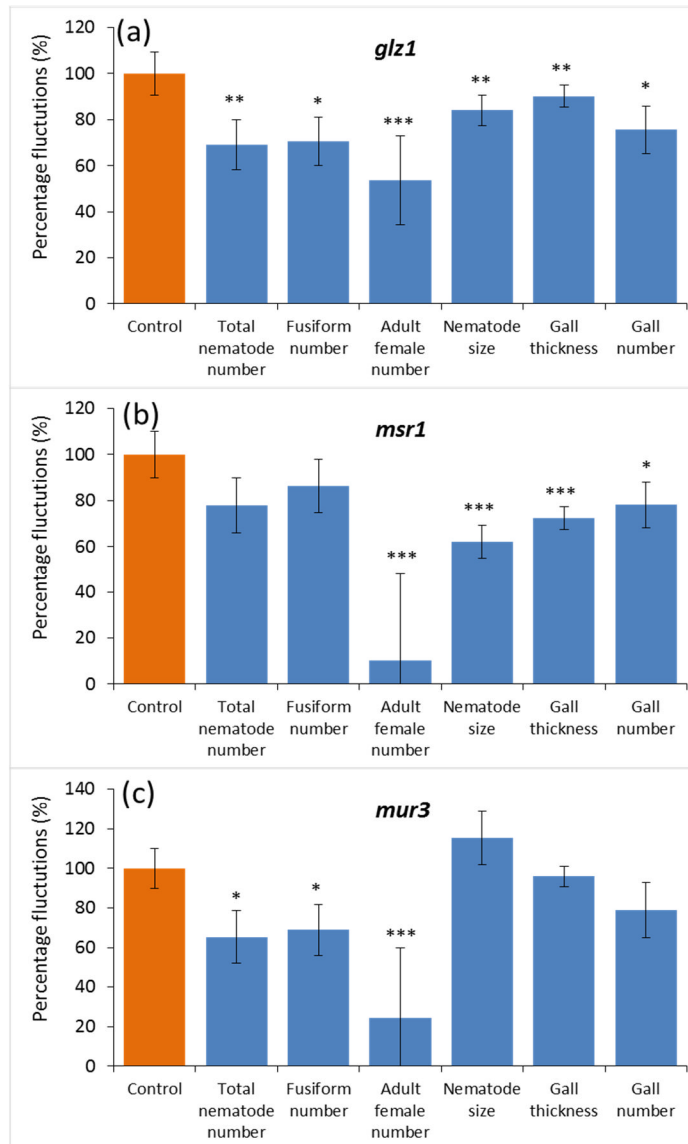 (a)
glz1
Percentage fluctutions (%)
120
100
80
60
40
20
0
**
*
***
**
**
*
Control
Total nematode number
Fusiform number
Adult female number
Nematode size
Gall thickness
Gall number
(b)
msr1
Percentage fluctutions (%)
120
100
80
60
40
20
0
***
***
***
*
Control
Total nematode number
Fusiform number
Adult female number
Nematode size
Gall thickness
Gall number
(c)
mur3
Percentage fluctutions (%)
140
120
100
80
60
40
20
0
*
*
***
Control
Total nematode number
Fusiform number
Adult female number
Nematode size
Gall thickness
Gall number